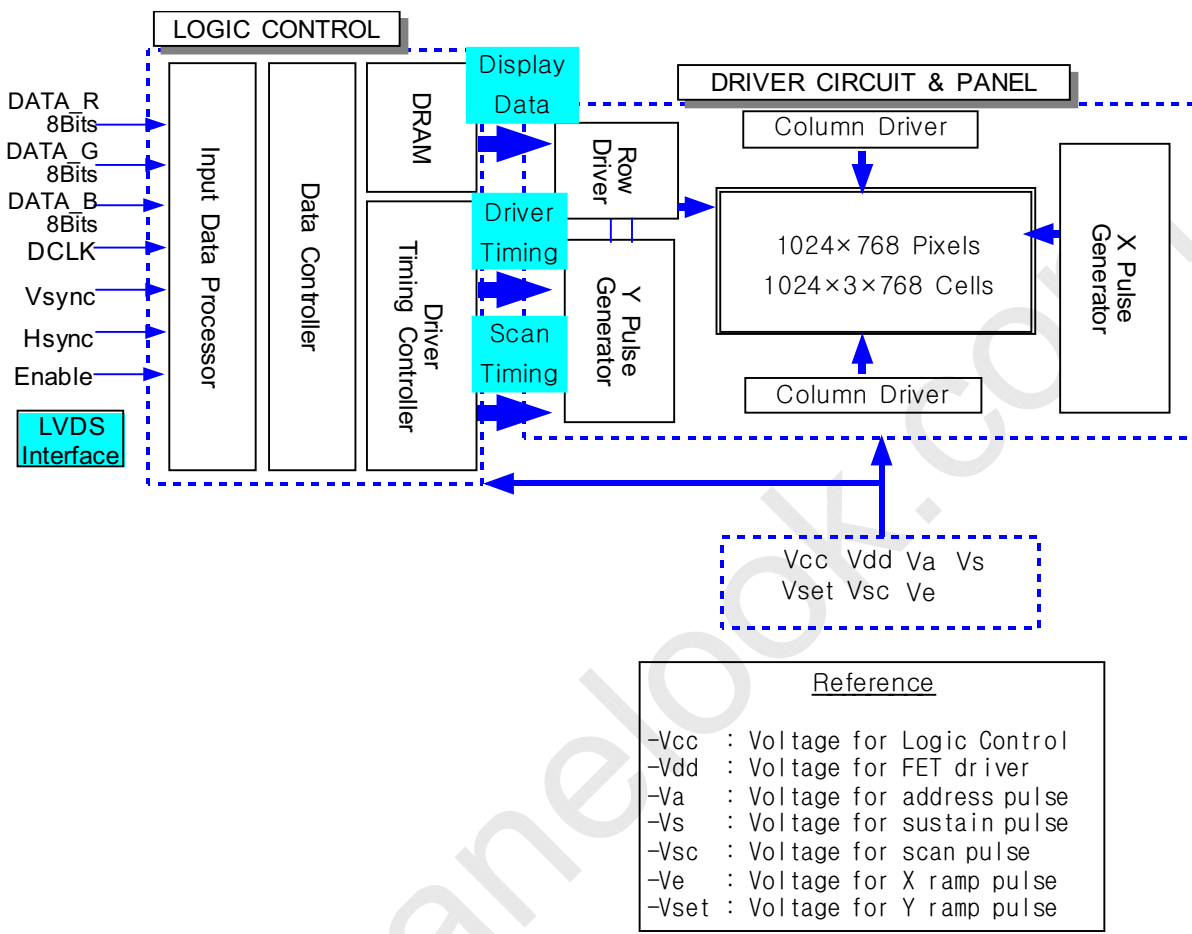 LOGIC CONTROL
DATA_R
8Bits
DATA_G
8Bits
DATA_B
8Bits
DCLK
Vsync
Hsync
Enable
LVDS
Interface
Input Data Processor
Data Controller
DRAM
Driver
Timing Controller
Display
Data
Driver
Timing
Scan
Timing
DRIVER CIRCUIT & PANEL
Row
Driver
Y Pulse
Generator
Column Driver
1024×768 Pixels
1024×3×768 Cells
Column Driver
X Pulse
Generator
Vcc Vdd Va Vs
Vset Vsc Ve
Reference
-Vcc : Voltage for Logic Control
-Vdd : Voltage for FET driver
-Va : Voltage for address pulse
-Vs : Voltage for sustain pulse
-Vsc : Voltage for scan pulse
-Ve : Voltage for X ramp pulse
-Vset : Voltage for Y ramp pulse
anelook.com